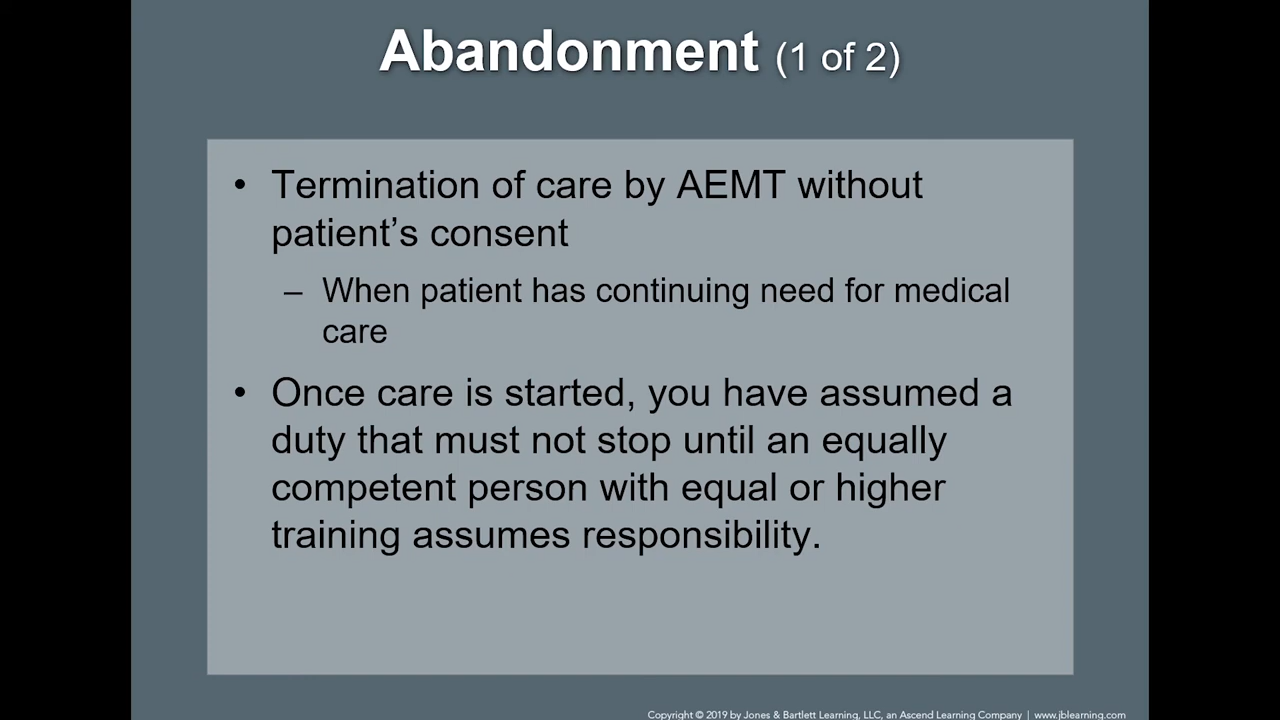 Abandonment (1 of 2)
• Termination of care by AEMT without
patient’s consent
– When patient has continuing need for medical
care
• Once care is started, you have assumed a
duty that must not stop until an equally
competent person with equal or higher
training assumes responsibility.
Copyright © 2019 by Jones & Bartlett Learning, LLC, an Ascend Learning Company | www.jblearning.com